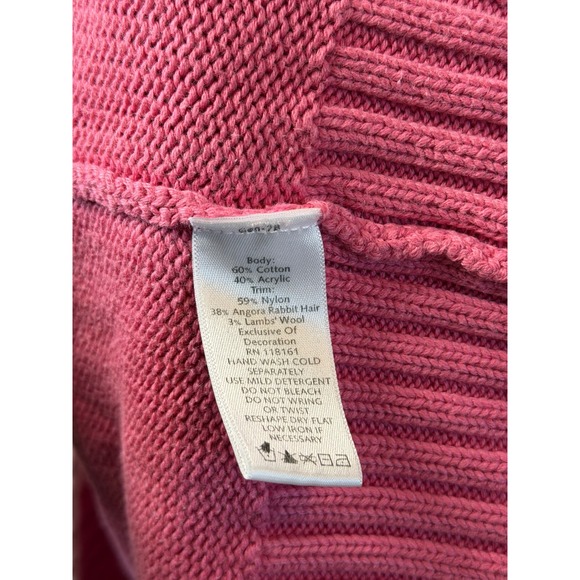 Body:
60% Cotton
40% Acrylic
Trim:
59% Nylon
38% Angora Rabbit Hair
3% Lambs' Wool
Exclusive Of
Decoration
RN 118161
HAND WASH COLD
SEPARATELY
USE MILD DETERGENT
DO NOT BLEACH
DO NOT WRING
OR TWIST
RESHAPE DRY FLAT
LOW IRON IF
NECESSARY